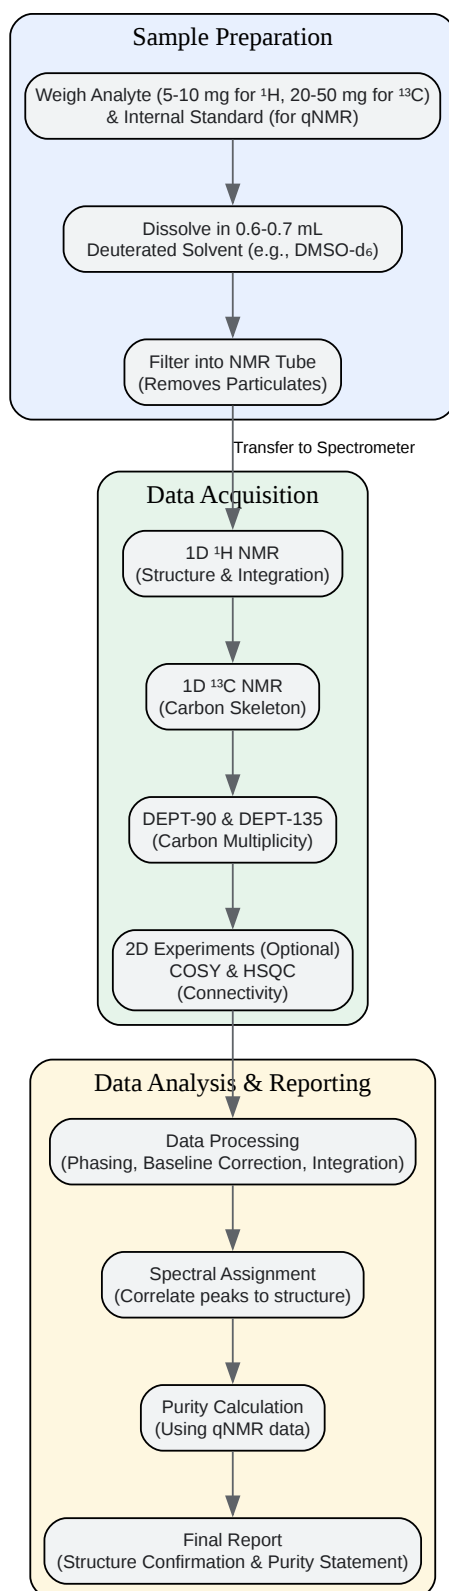 Sample Preparation
Weigh Analyte (5-10 mg for ¹H, 20-50 mg for ¹³C)
& Internal Standard (for qNMR)
Dissolve in 0.6-0.7 mL
Deuterated Solvent (e.g., DMSO-d₆)
Filter into NMR Tube
(Removes Particulates)
Transfer to Spectrometer
Data Acquisition
1D ¹H NMR
(Structure & Integration)
1D ¹³C NMR
(Carbon Skeleton)
DEPT-90 & DEPT-135
(Carbon Multiplicity)
2D Experiments (Optional)
COSY & HSQC
(Connectivity)
Data Analysis & Reporting
Data Processing
(Phasing, Baseline Correction, Integration)
Spectral Assignment
(Correlate peaks to structure)
Purity Calculation
(Using qNMR data)
Final Report
(Structure Confirmation & Purity Statement)